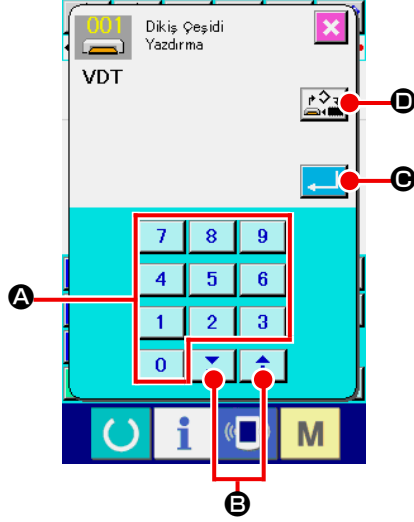 001 Dikiş Çeşidi
Yazdırma
VDT
D
C
7 8 9
4 5 6
A
1 2 3
0
i M
B